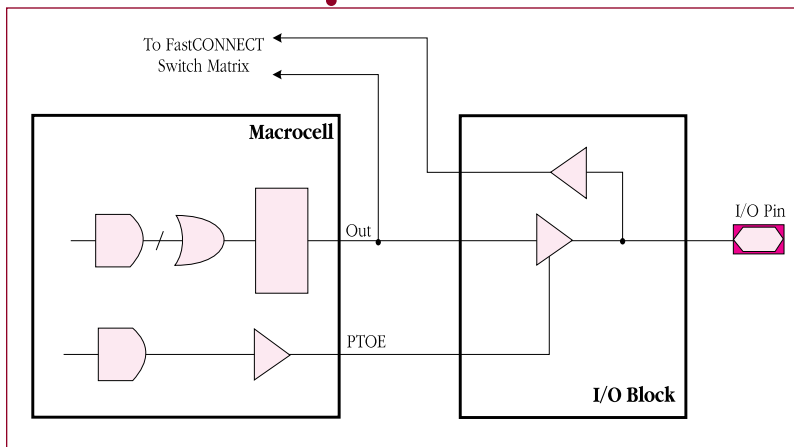 To FastCONNECT
Switch Matrix
Macrocell
I/O Pin
Out
PTOE
I/O Block